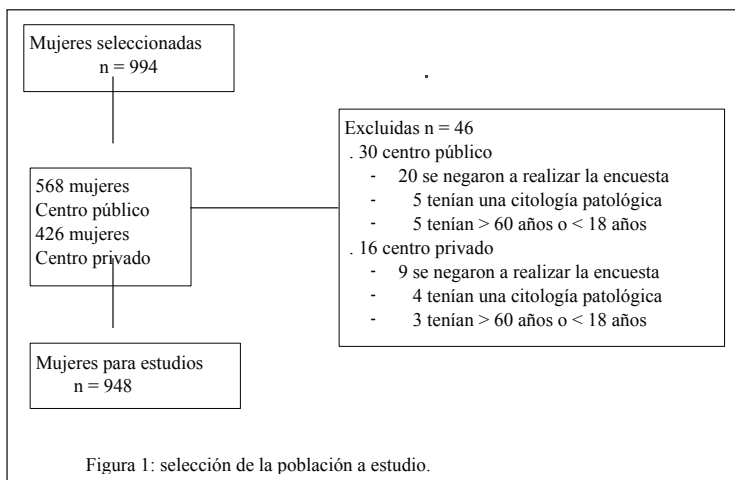 Mujeres seleccionadas
n = 994
568 mujeres
Centro público
426 mujeres
Centro privado
Excluidas n = 46
. 30 centro público
- 20 se negaron a realizar la encuesta
- 5 tenían una citología patológica
- 5 tenían > 60 años o < 18 años
. 16 centro privado
- 9 se negaron a realizar la encuesta
- 4 tenían una citología patológica
- 3 tenían > 60 años o < 18 años
Mujeres para estudios
n = 948
Figura 1: selección de la población a estudio.